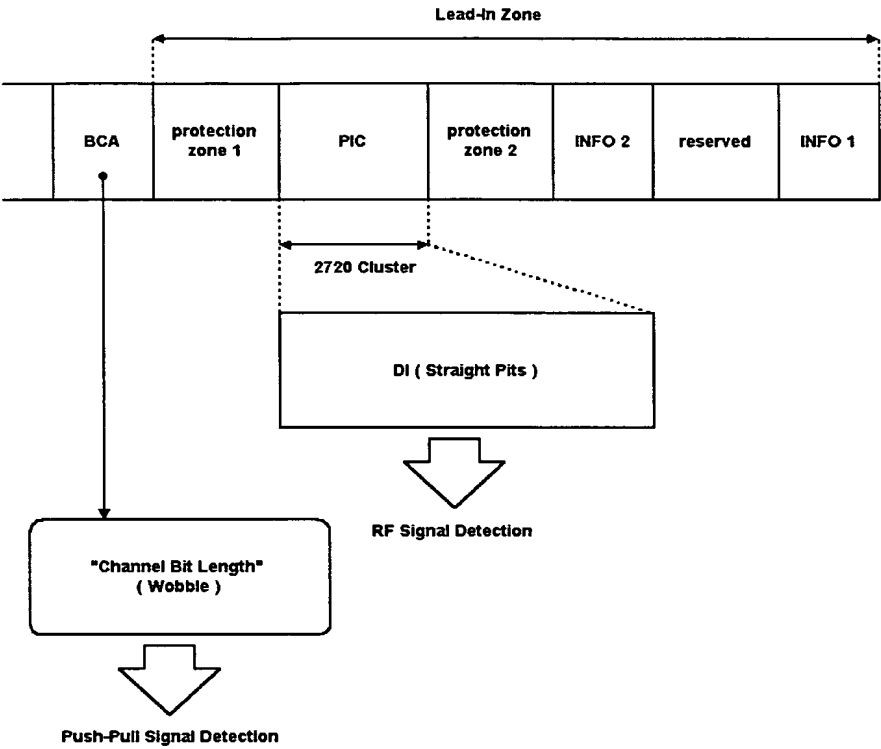 Lead-In Zone
BCA
protection
zone 1
PIC
protection
zone 2
INFO 2
reserved
INFO 1
2720 Cluster
DI ( Straight Pits )
RF Signal Detection
"Channel Bit Length"
( Wobble )
Push-Pull Signal Detection